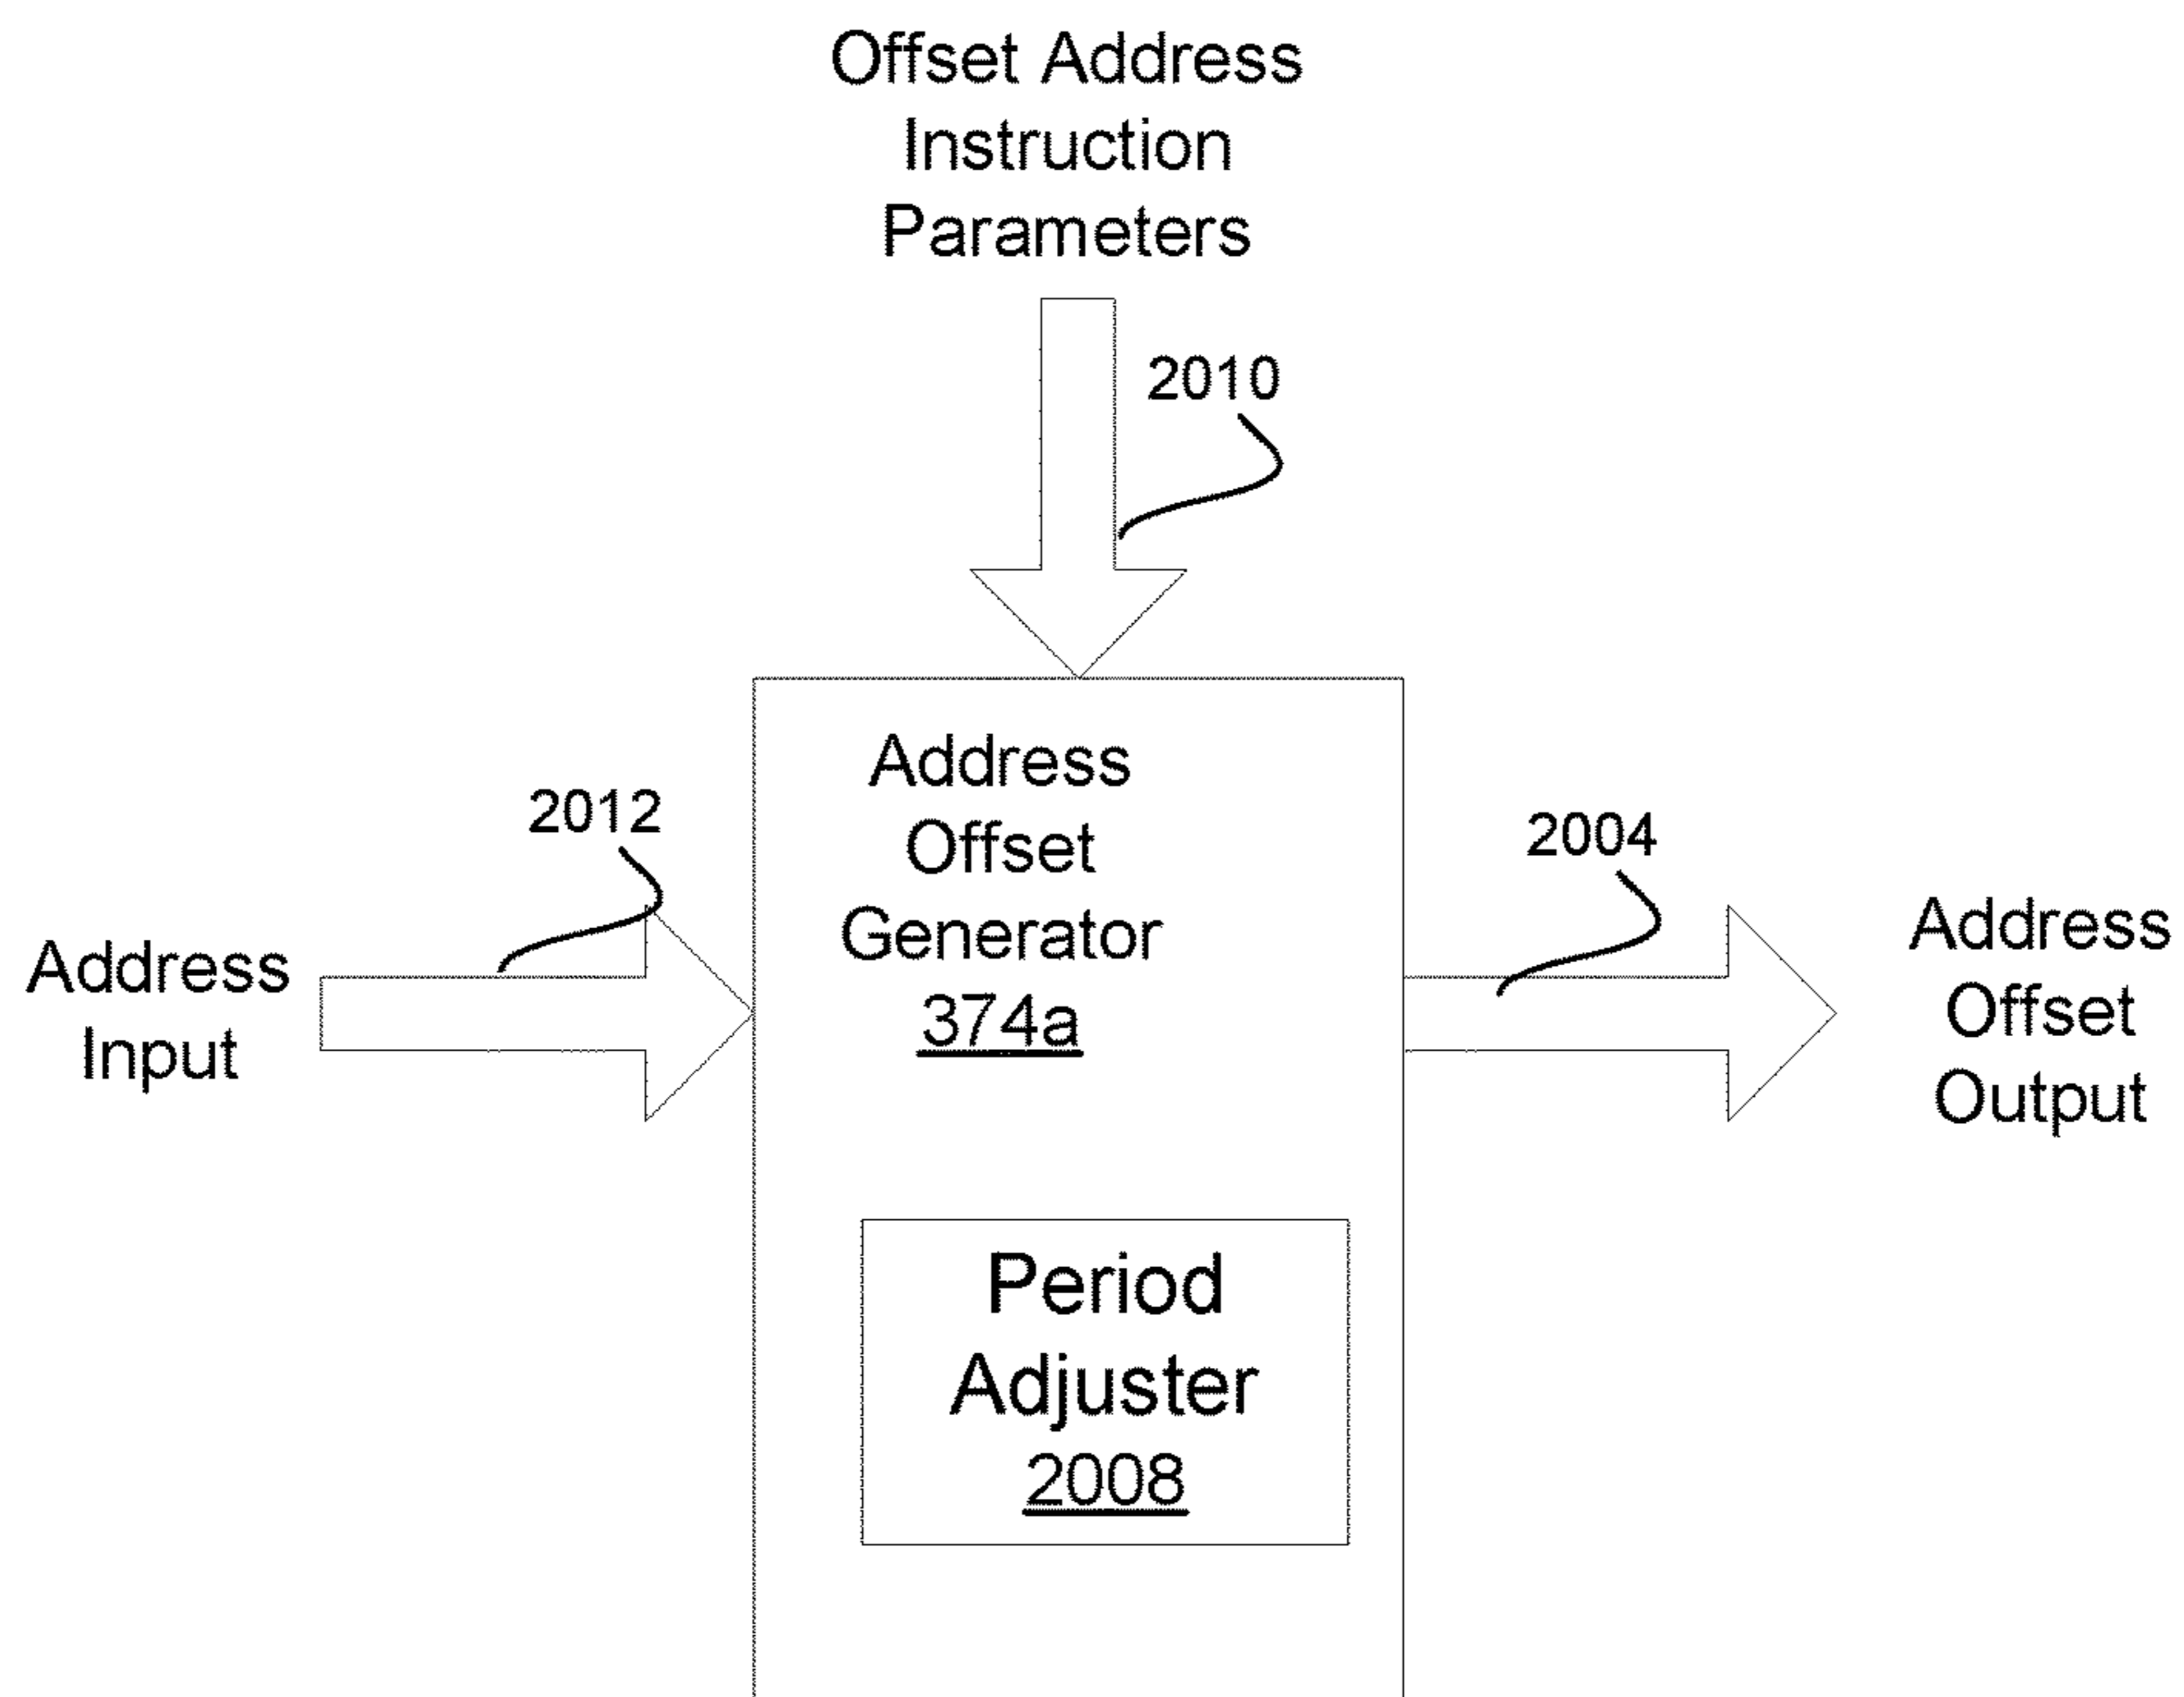 Offset Address
Instruction
Parameters
2010
Address
Offset
Generator
374a
2012
2004
Address
Input
Address
Offset
Output
Period
Adjuster
2008